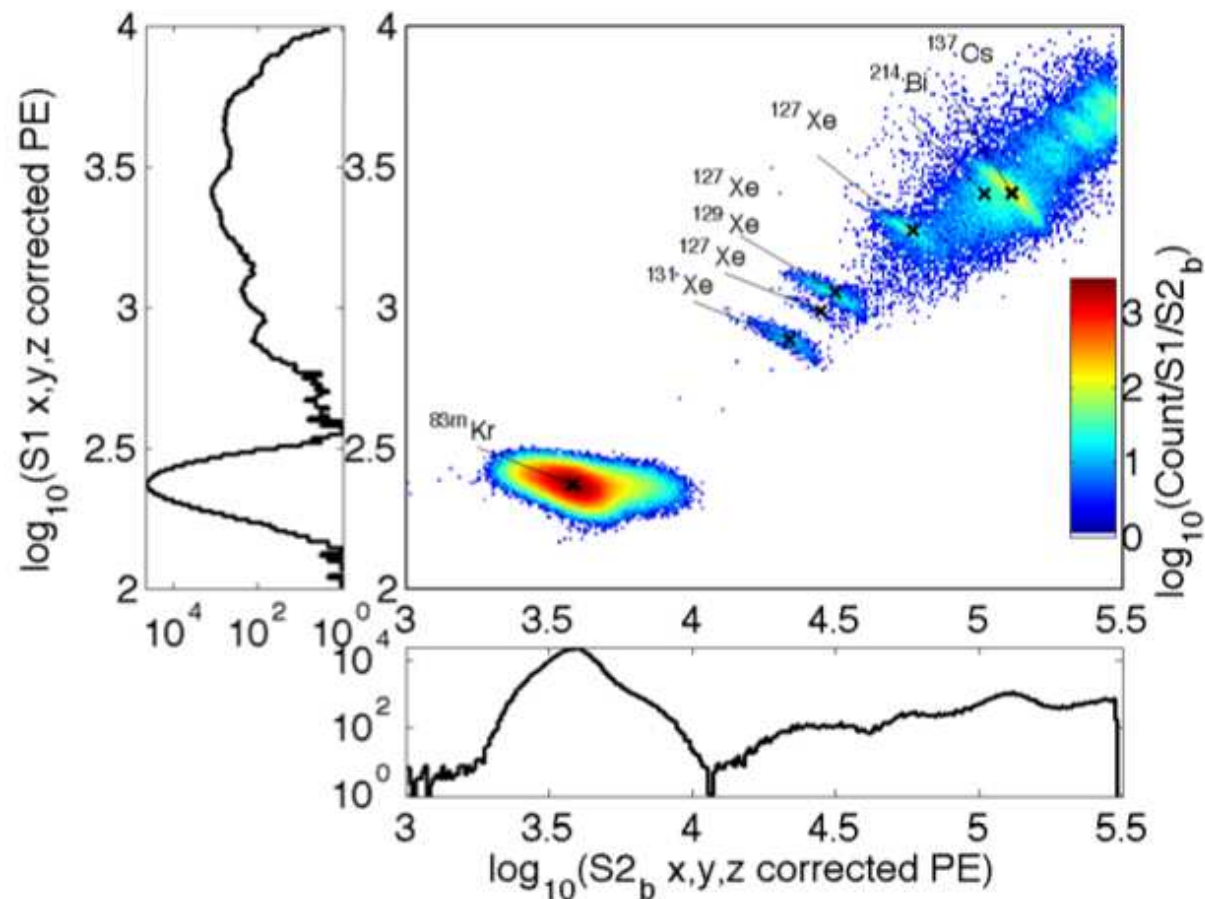 4
4
137Cs
214Bi
127Xe
3.5
3.5
127Xe
129Xe
127Xe
131Xe
3
3
3
2.5
2.5
83mKr
2
1
0
2
2
log10(S1 x,y,z corrected PE)
log10(Count/S1/S2b)
10^4 10^2 10^0
3 3.5 4 4.5 5 5.5
10^4
10^2
10^0
3 3.5 4 4.5 5 5.5
log10(S2b x,y,z corrected PE)